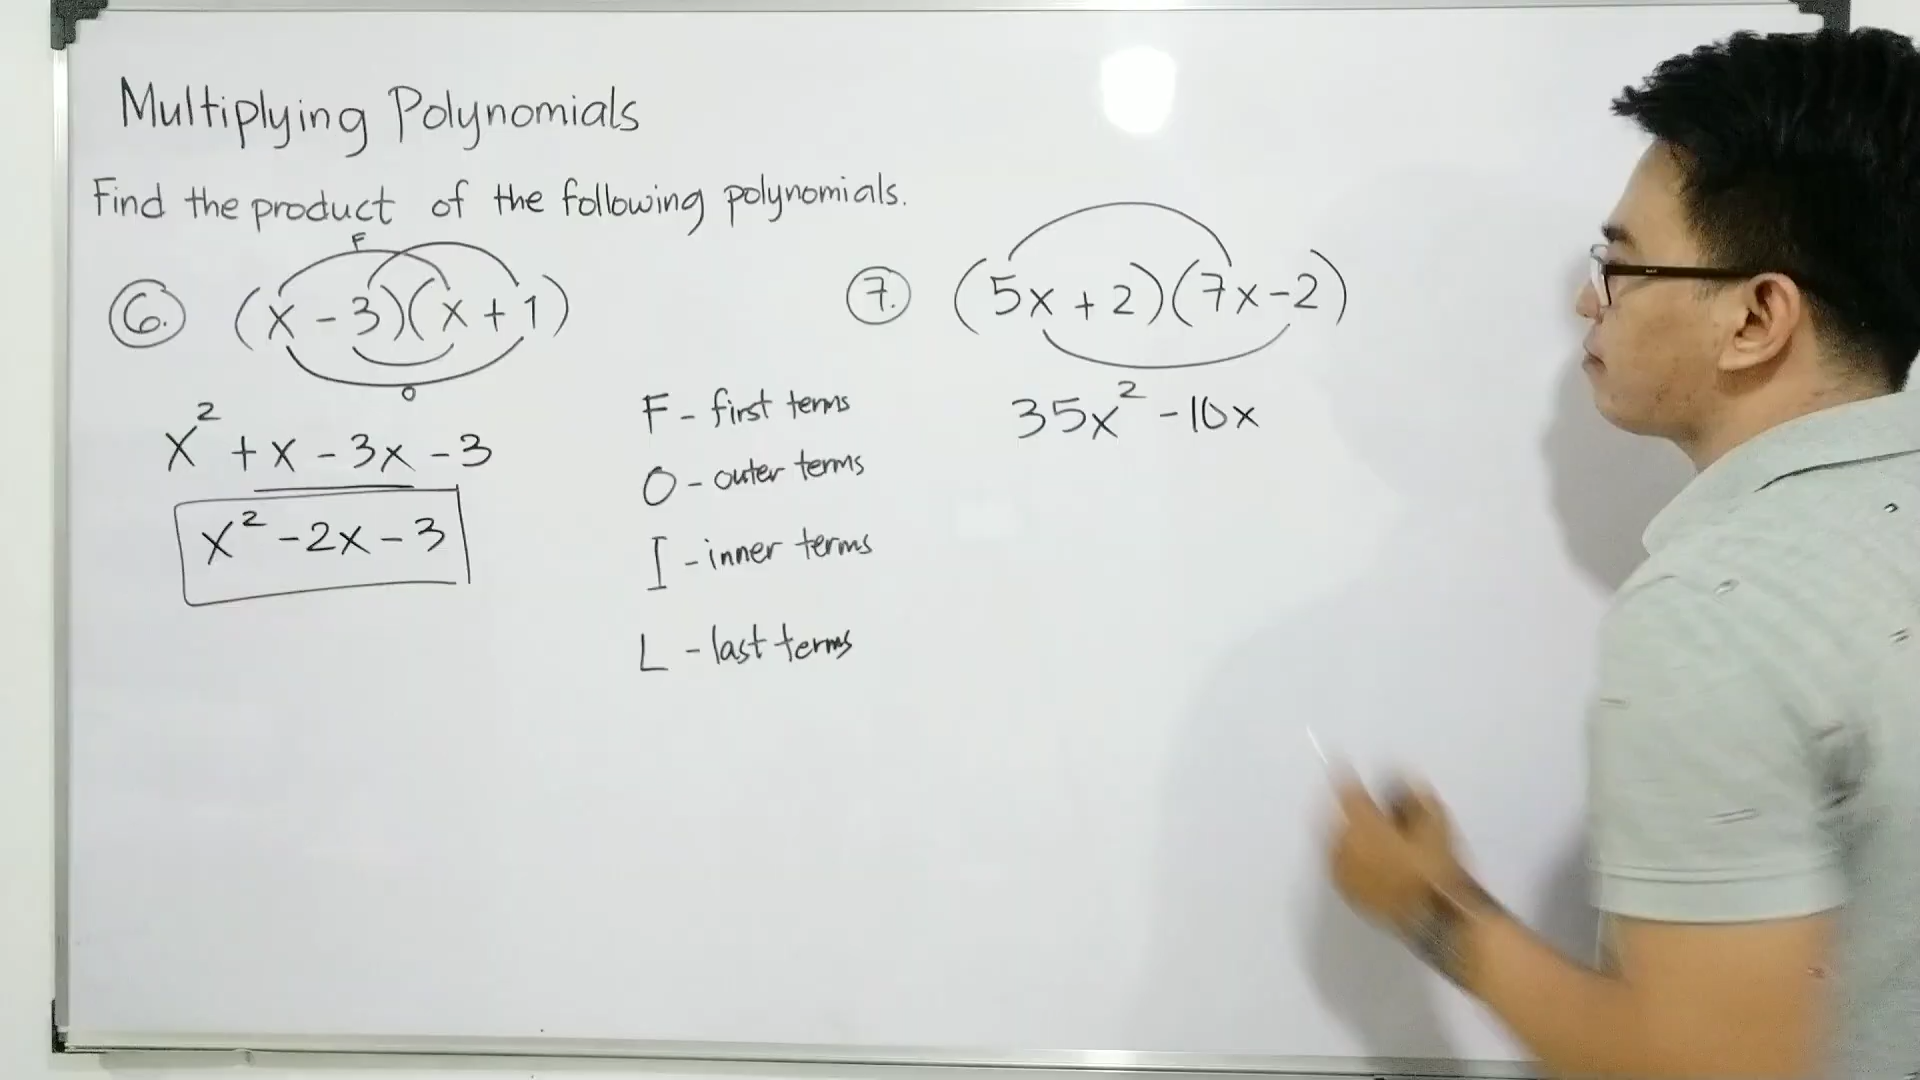 Multiplying Polynomials
Find the product of the following polynomials.
F
6. (x - 3)(x + 1)
O
x² + x - 3x - 3
x² - 2x - 3
F - first terms
O - outer terms
I - inner terms
L - last terms
7. (5x + 2)(7x - 2)
35x² - 10x